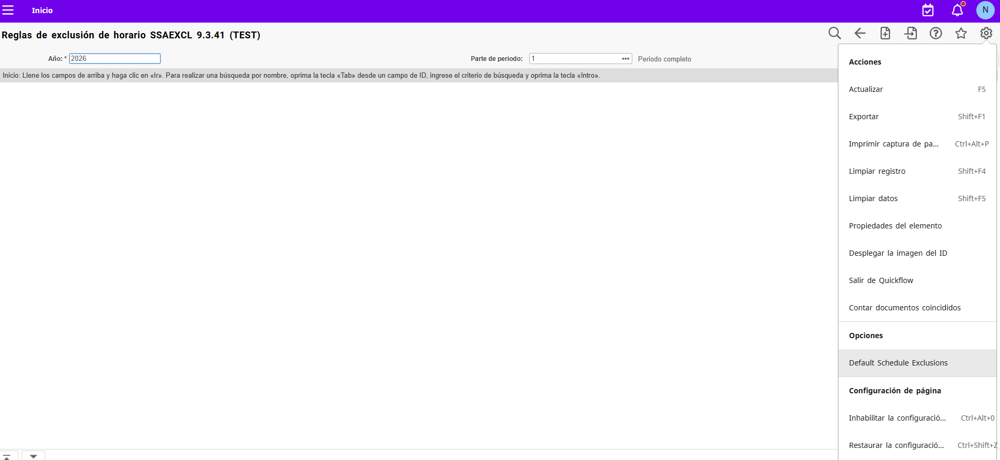 Inicio
N
Reglas de exclusión de horario SSAEXCL 9.3.41 (TEST)
Año: * 2026
Parte de periodo: 1 ••• Periodo completo
Inicio: Llene los campos de arriba y haga clic en «Ir». Para realizar una búsqueda por nombre, oprima la tecla «Tab» desde un campo de ID, ingrese el criterio de búsqueda y oprima la tecla «Intro».
Acciones
Actualizar F5
Exportar Shift+F1
Imprimir captura de pa... Ctrl+Alt+P
Limpiar registro Shift+F4
Limpiar datos Shift+F5
Propiedades del elemento
Desplegar la imagen del ID
Salir de Quickflow
Contar documentos coincididos
Opciones
Default Schedule Exclusions
Configuración de página
Inhabilitar la configuració... Ctrl+Alt+0
Restaurar la configuració... Ctrl+Shift+Z